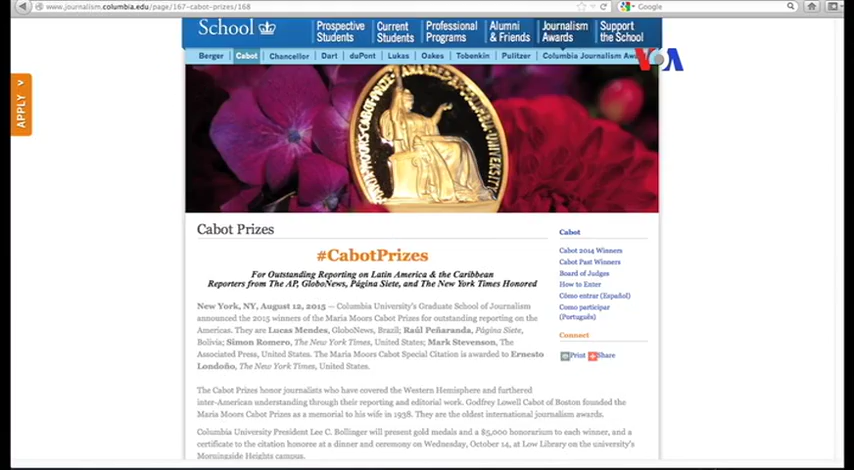 www.journalism.columbia.edu/page/167-cabot-prizes/168
Google
School
Prospective Students
Current Students
Professional Programs
Alumni & Friends
Journalism Awards
Support the School
Berger Cabot Chancellor Dart duPont Lukas Oakes Tobenkin Pulitzer Columbia Journalism
VOA
APPLY >
MARIA·MOORS·CABOT·PRIZE·AWARDED·BY·COLUMBIA·UNIVERSITY
Cabot Prizes
#CabotPrizes
For Outstanding Reporting on Latin America & the Caribbean
Reporters from The AP, GloboNews, Página Siete, and The New York Times Honored
New York, NY, August 12, 2015 — Columbia University's Graduate School of Journalism
announced the 2015 winners of the Maria Moors Cabot Prizes for outstanding reporting on the
Americas. They are Lucas Mendes, GloboNews, Brazil; Raúl Peñaranda, Página Siete,
Bolivia; Simon Romero, The New York Times, United States; Mark Stevenson, The
Associated Press, United States. The Maria Moors Cabot Special Citation is awarded to Ernesto
Londoño, The New York Times, United States.
The Cabot Prizes honor journalists who have covered the Western Hemisphere and furthered
inter-American understanding through their reporting and editorial work. Godfrey Lowell Cabot of Boston founded the
Maria Moors Cabot Prizes as a memorial to his wife in 1938. They are the oldest international journalism awards.
Columbia University President Lee C. Bollinger will present gold medals and a $5,000 honorarium to each winner, and a
certificate to the citation honoree at a dinner and ceremony on Wednesday, October 14, at Low Library on the university's
Morningside Heights campus.
Cabot
Cabot 2014 Winners
Cabot Past Winners
Board of Judges
How to Enter
Cómo entrar (Español)
Como participar
(Português)
Connect
Print Share